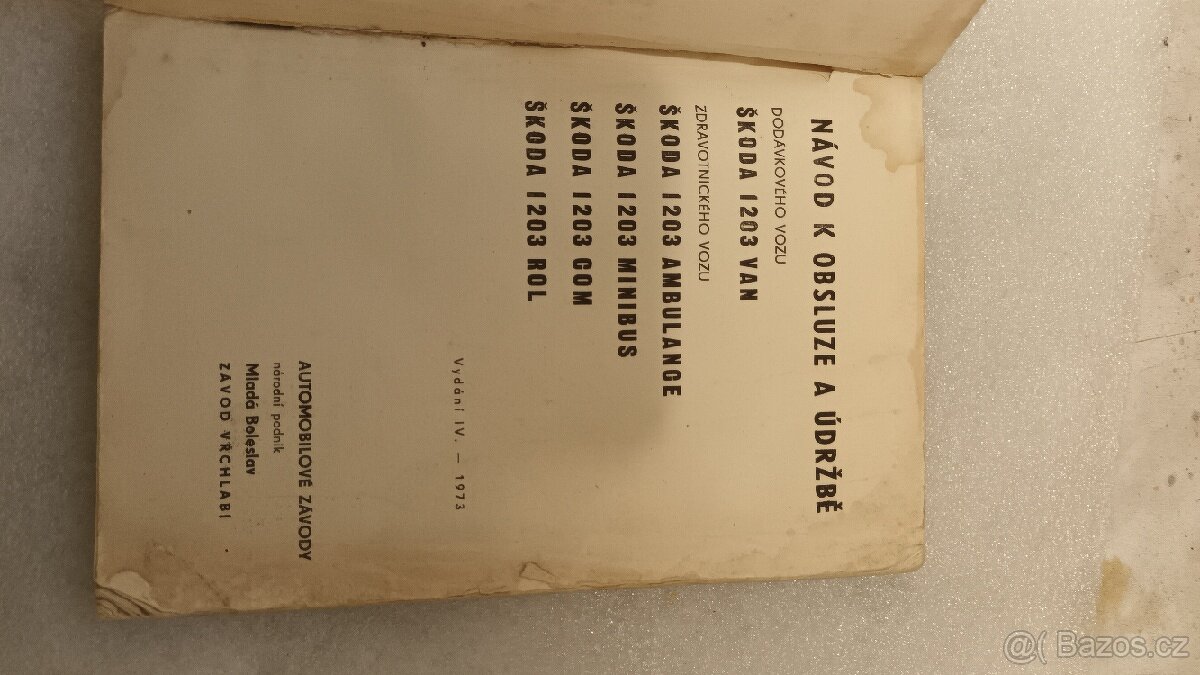 NÁVOD K OBSLUZE A ÚDRŽBĚ
DODÁVKOVÉHO VOZU
ŠKODA 1203 VAN
ZDRAVOTNICKÉHO VOZU
ŠKODA 1203 AMBULANCE
ŠKODA 1203 MINIBUS
ŠKODA 1203 COM
ŠKODA 1203 ROL
Vydání IV. — 1973
AUTOMOBILOVÉ ZÁVODY
národní podnik
Mladá Boleslav
ZÁVOD VRCHLABÍ
@( Bazos.cz